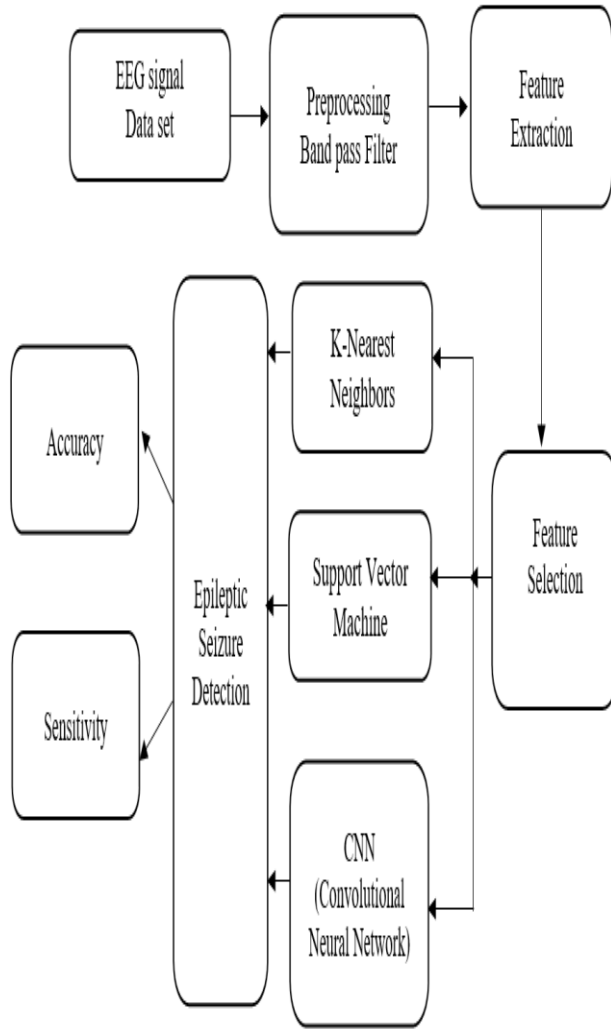 EEG signal
Data set
Preprocessing
Band pass Filter
Feature
Extraction
K-Nearest
Neighbors
Accuracy
Support Vector
Machine
Feature
Selection
Epileptic
Seizure
Detection
Sensitivity
CNN
(Convolutional
Neural Network)